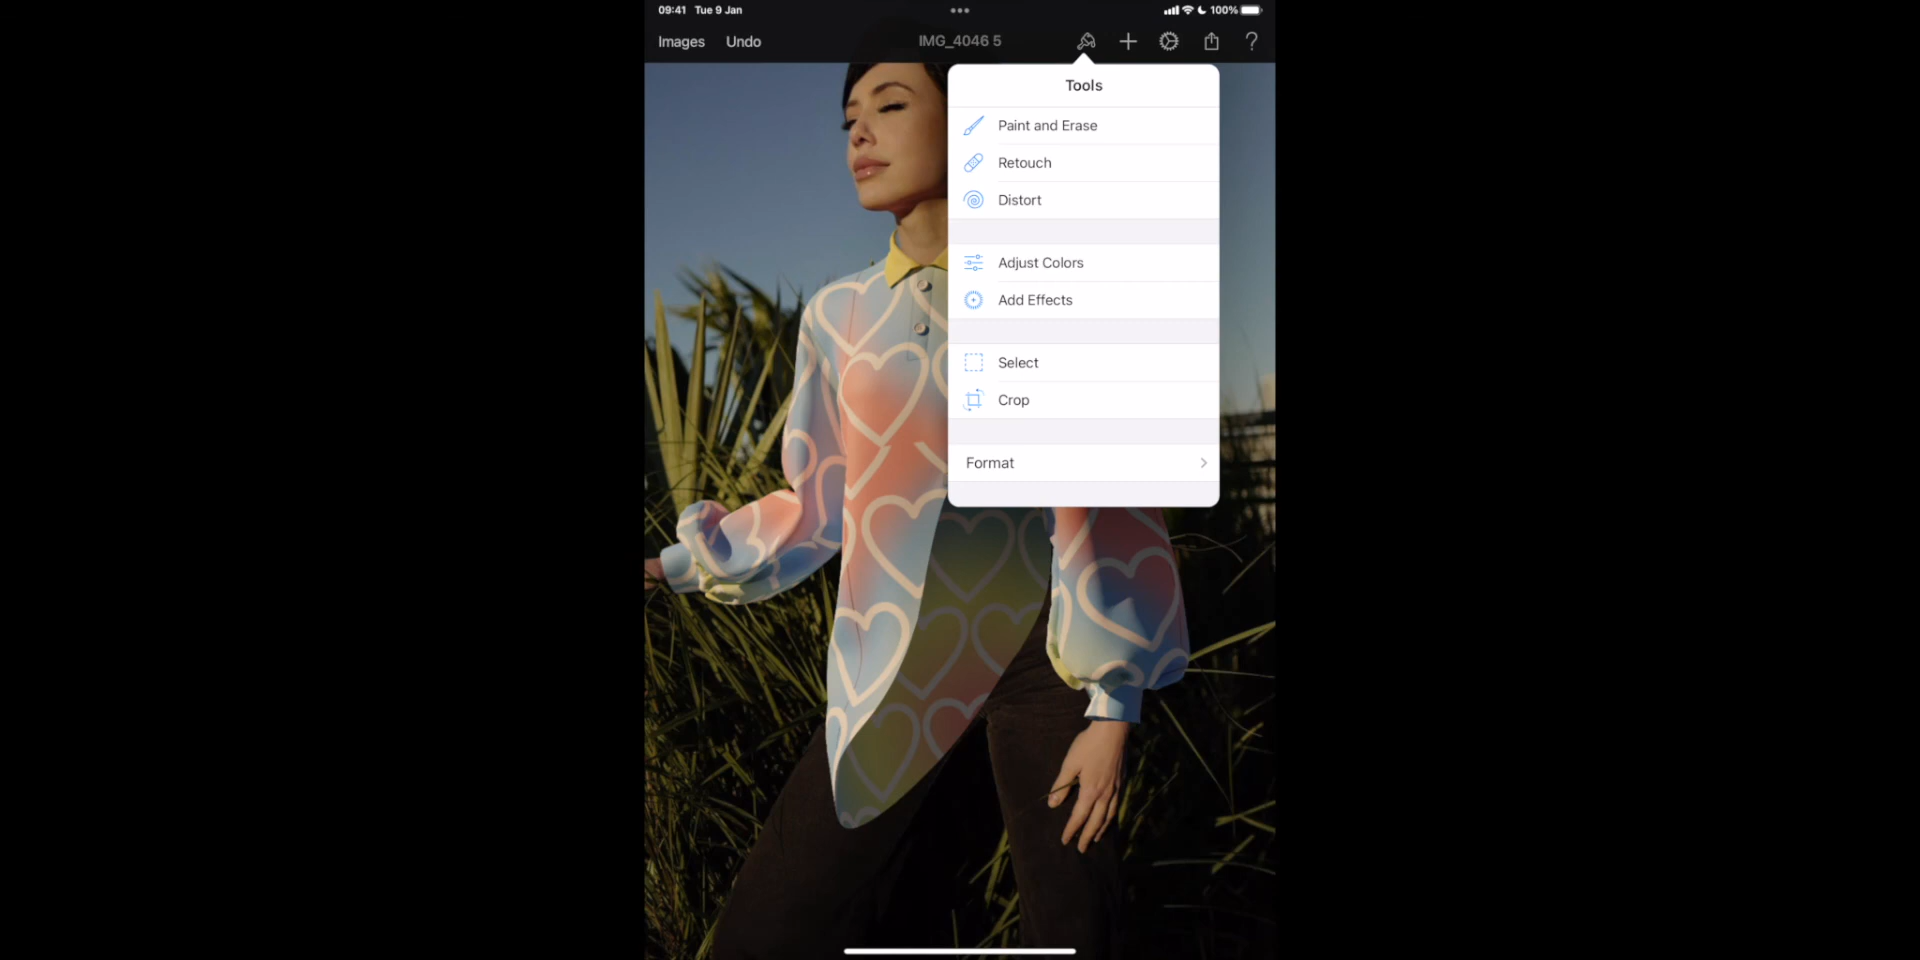 09:41 Tue 9 Jan
100%
Images Undo IMG_4046 5 ?
Tools
Paint and Erase
Retouch
Distort
Adjust Colors
Add Effects
Select
Crop
Format